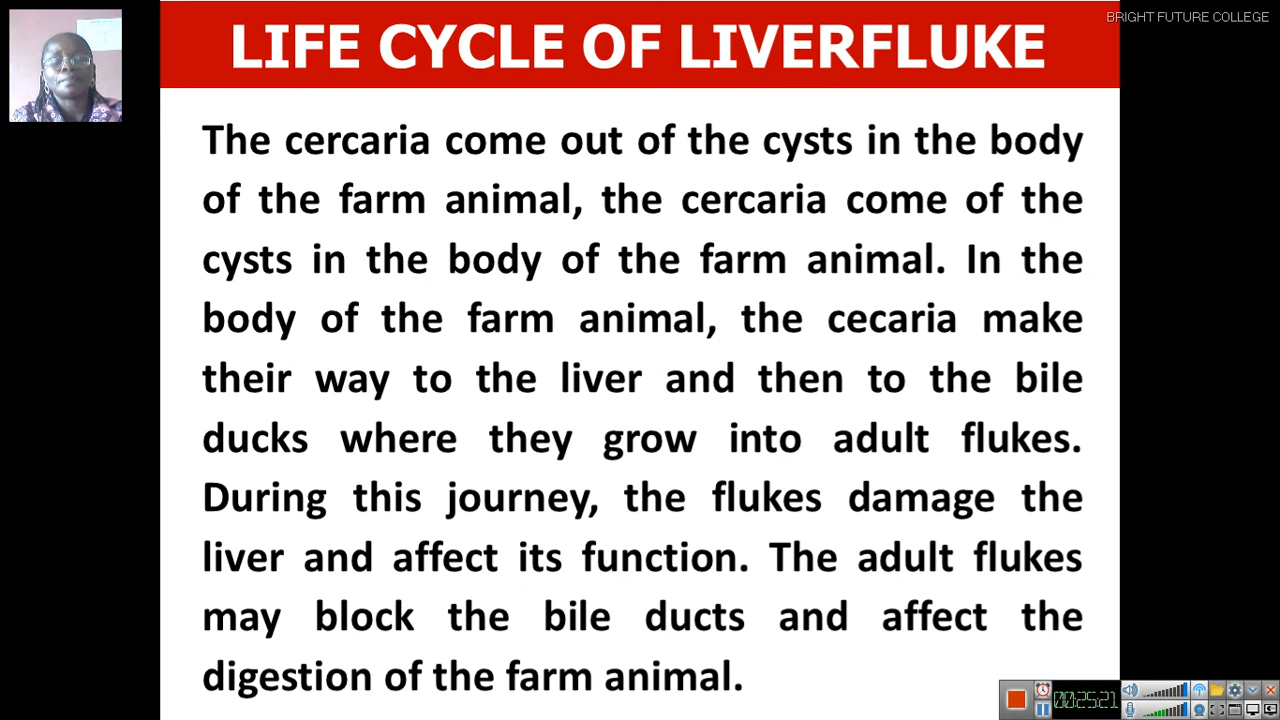 BRIGHT FUTURE COLLEGE
LIFE CYCLE OF LIVERFLUKE
The cercaria come out of the cysts in the body
of the farm animal, the cercaria come of the
cysts in the body of the farm animal. In the
body of the farm animal, the cecaria make
their way to the liver and then to the bile
ducks where they grow into adult flukes.
During this journey, the flukes damage the
liver and affect its function. The adult flukes
may block the bile ducts and affect the
digestion of the farm animal.
00:25:21